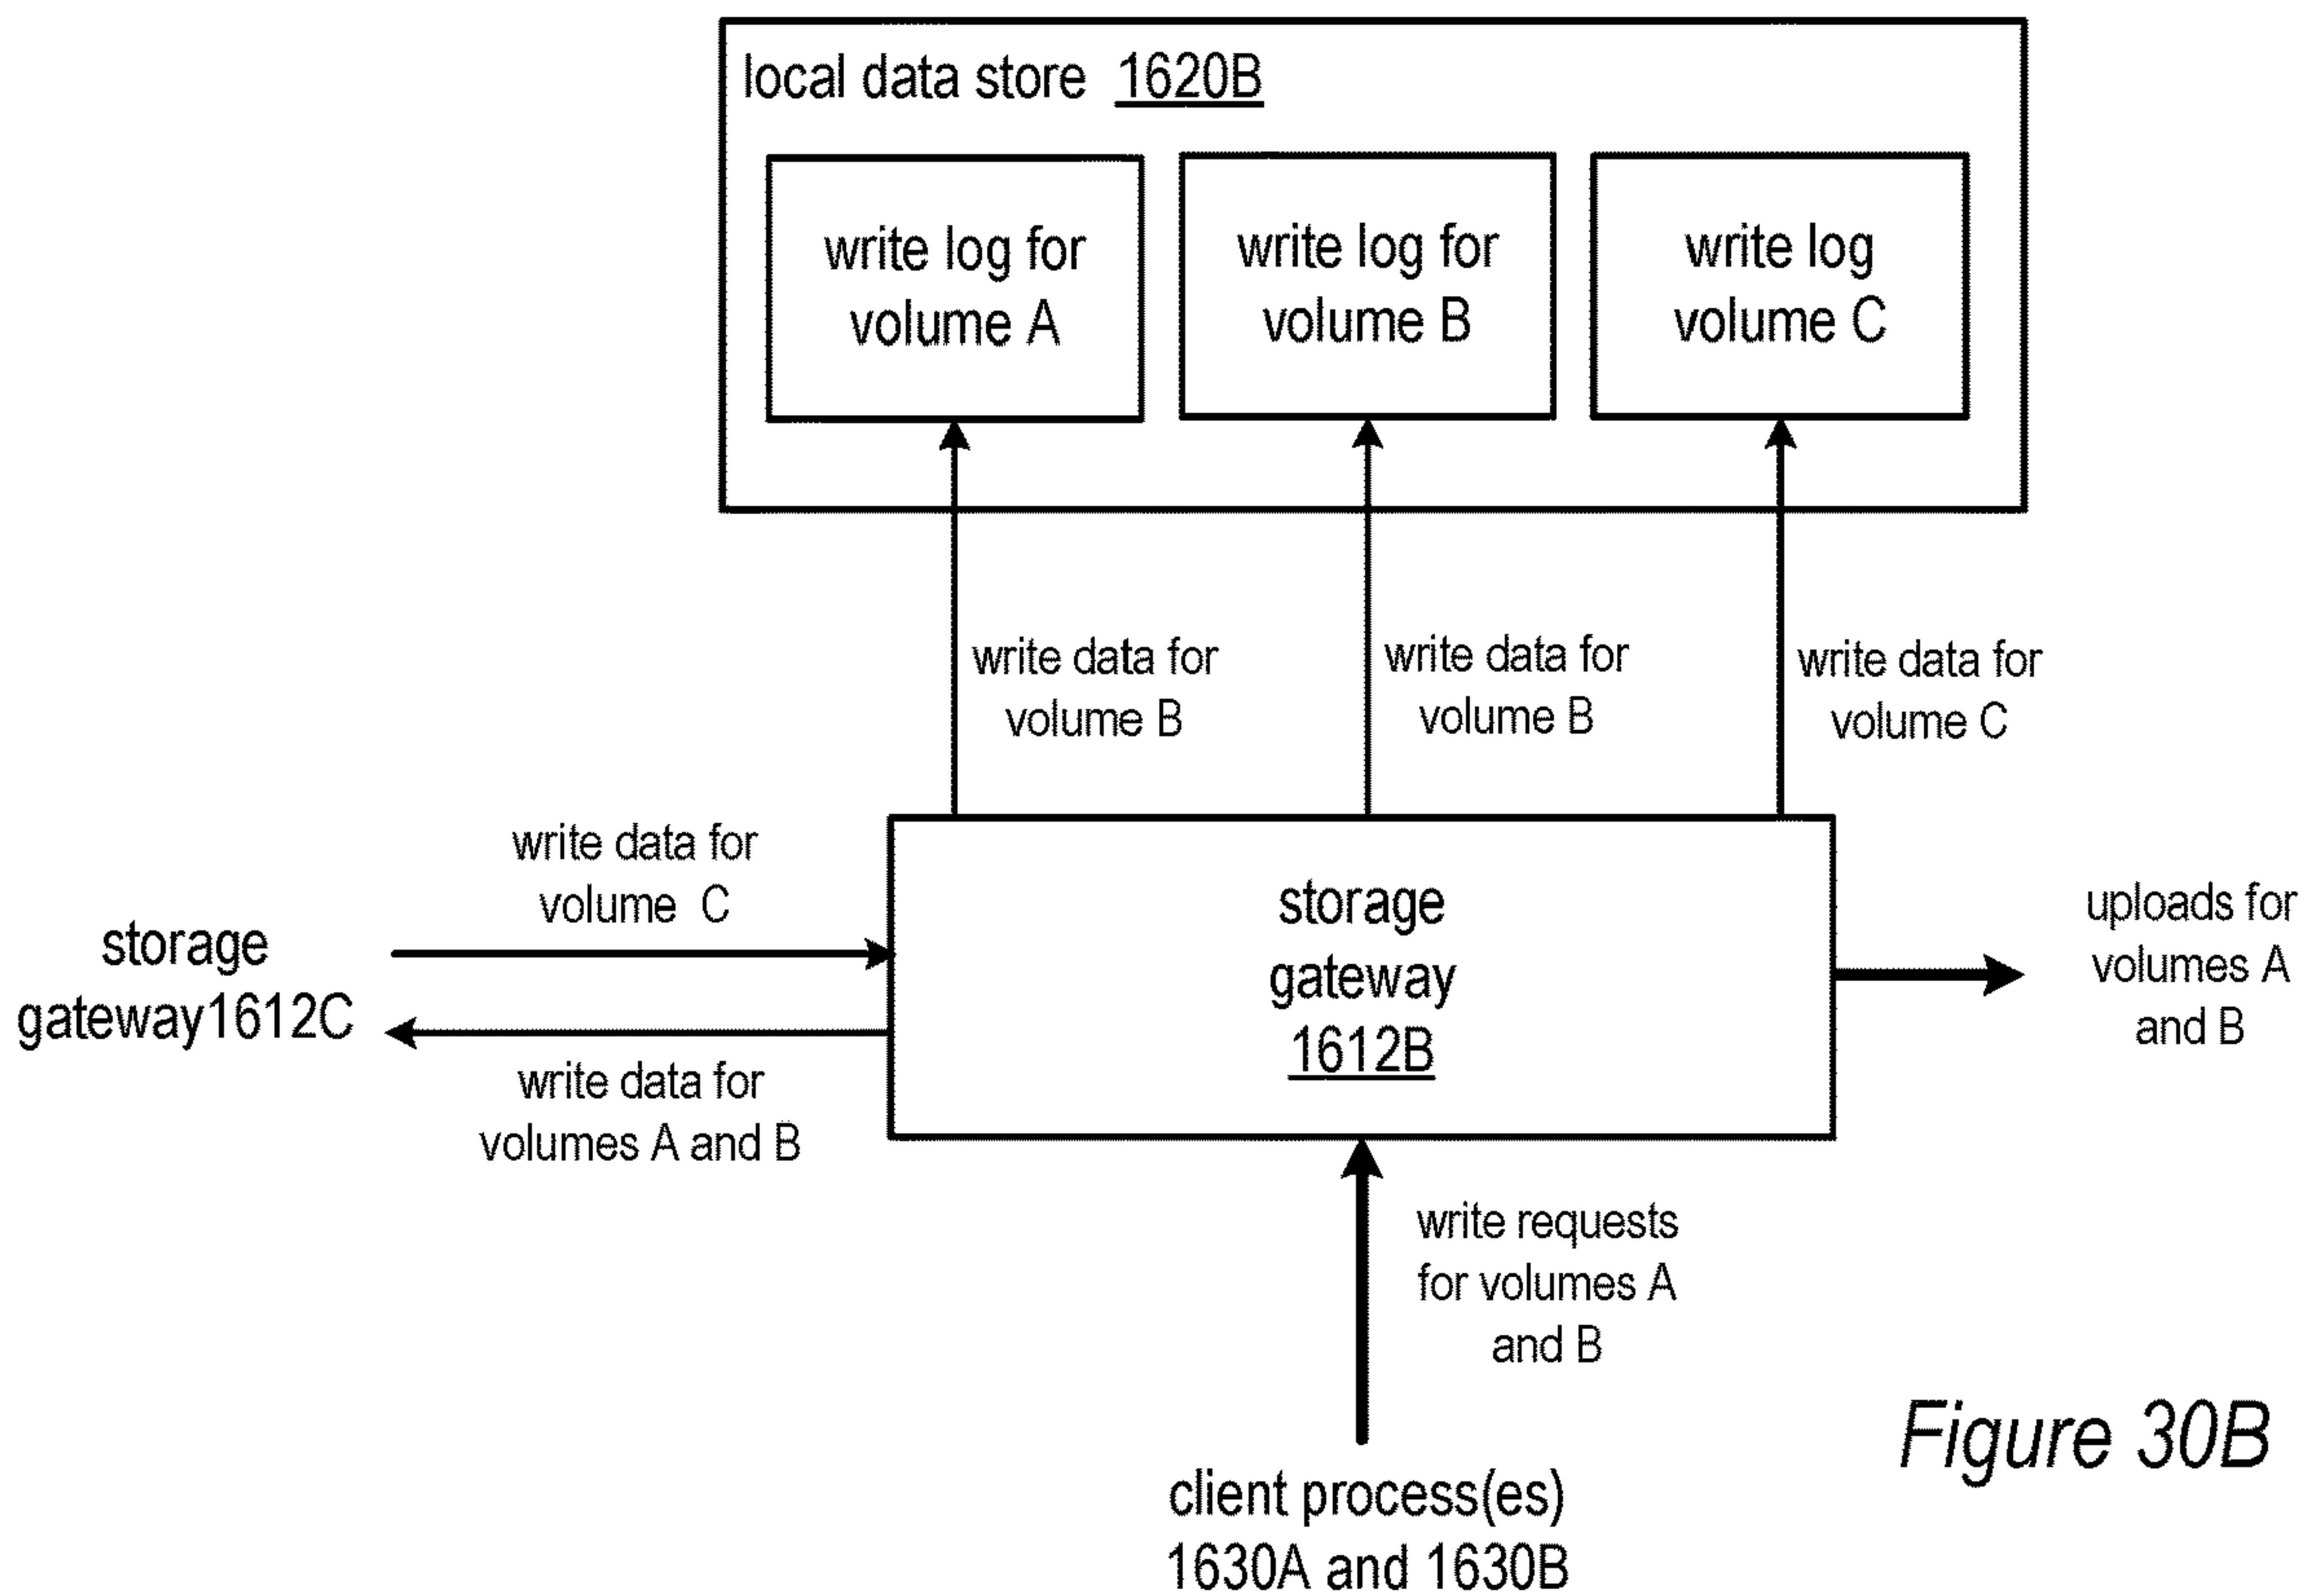 local data store 1620B
write log for
volume A
write log for
volume B
write log
volume C
write data for
volume B
write data for
volume B
write data for
volume C
write data for
volume C
storage
gateway1612C
write data for
volumes A and B
storage
gateway
1612B
uploads for
volumes A
and B
write requests
for volumes A
and B
client process(es)
1630A and 1630B
Figure 30B